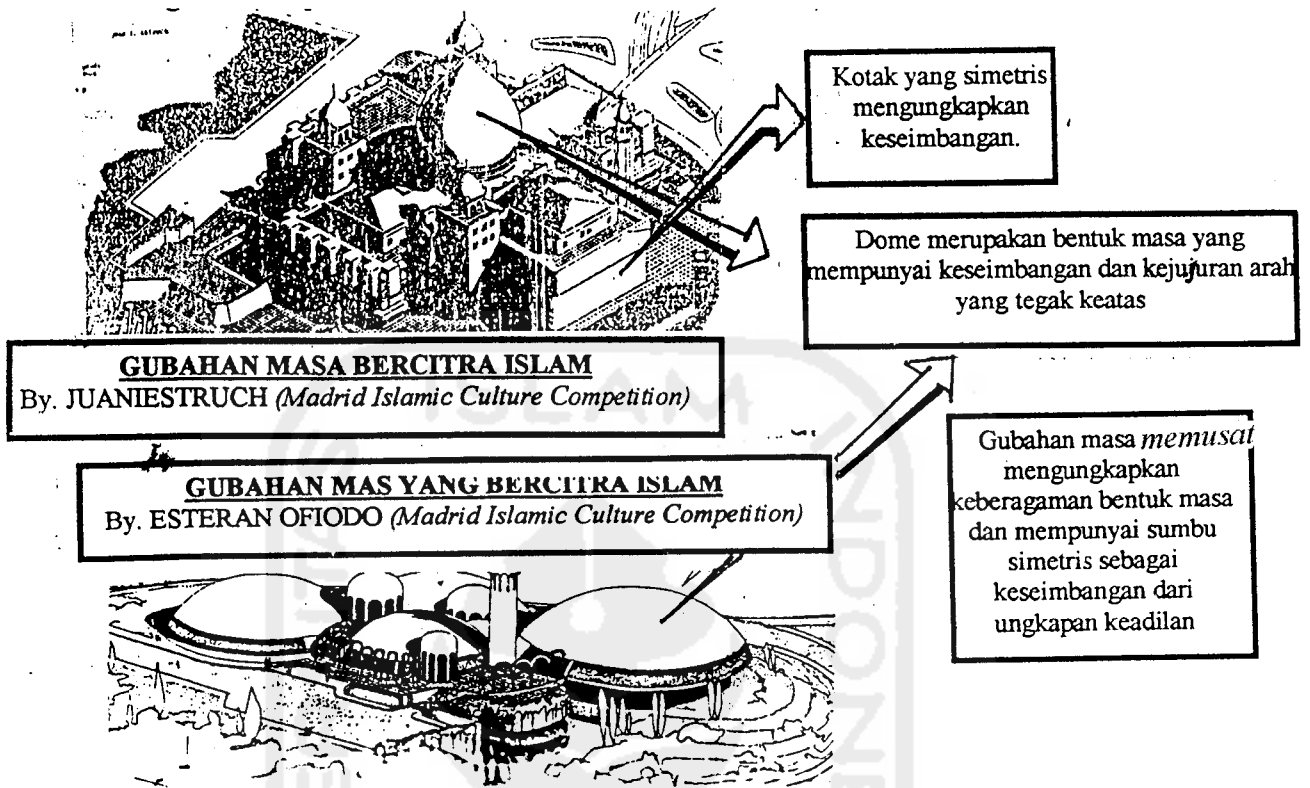 Kotak yang simetris
mengungkapkan
keseimbangan.
Dome merupakan bentuk masa yang
mempunyai keseimbangan dan kejujuran arah
yang tegak keatas
GUBAHAN MASA BERCITRA ISLAM
By. JUANIESTRUCH (Madrid Islamic Culture Competition)
GUBAHAN MAS YANG BERCITRA ISLAM
By. ESTERAN OFIODO (Madrid Islamic Culture Competition)
Gubahan masa memusat
mengungkapkan
keberagaman bentuk masa
dan mempunyai sumbu
simetris sebagai
keseimbangan dari
ungkapan keadilan
ISLAM